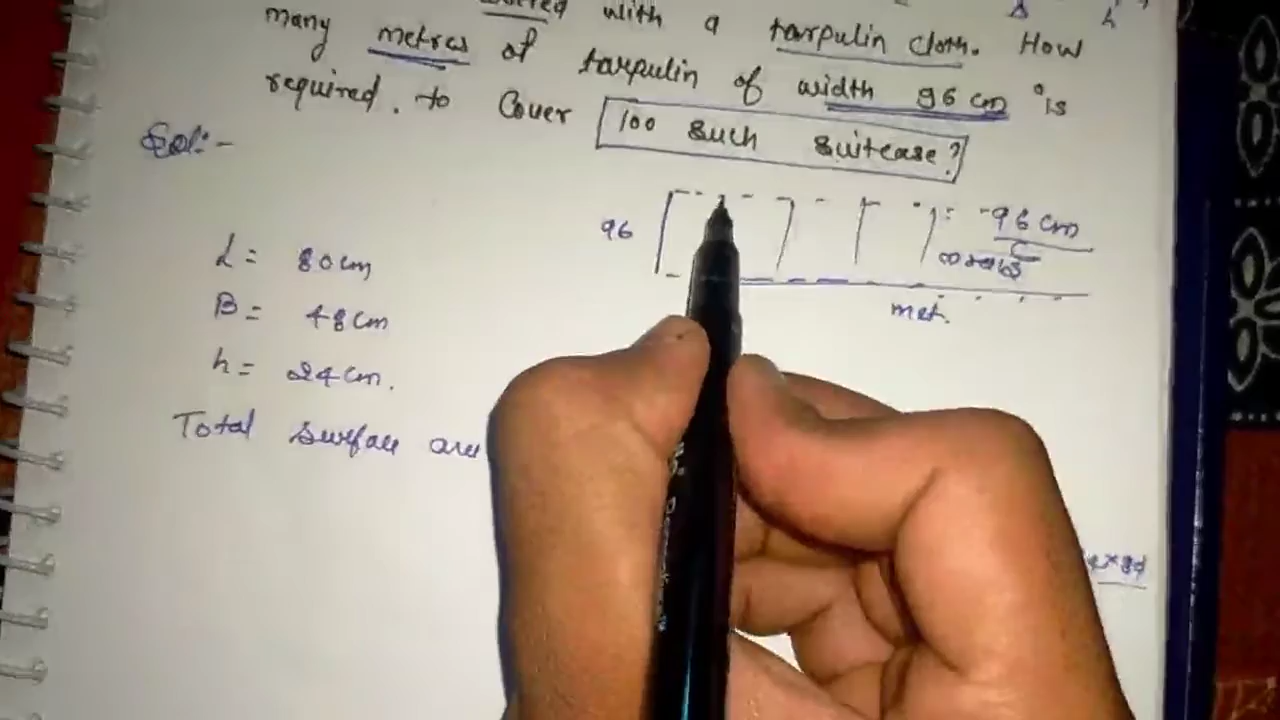 with a tarpulin cloth. How
many metres of tarpulin of width 96 cm is
required. to Cover 100 such suitcase?
Sol:-
96 96 cm
met.
L = 80 cm
B = 48 cm
h = 24 cm.
Total surface